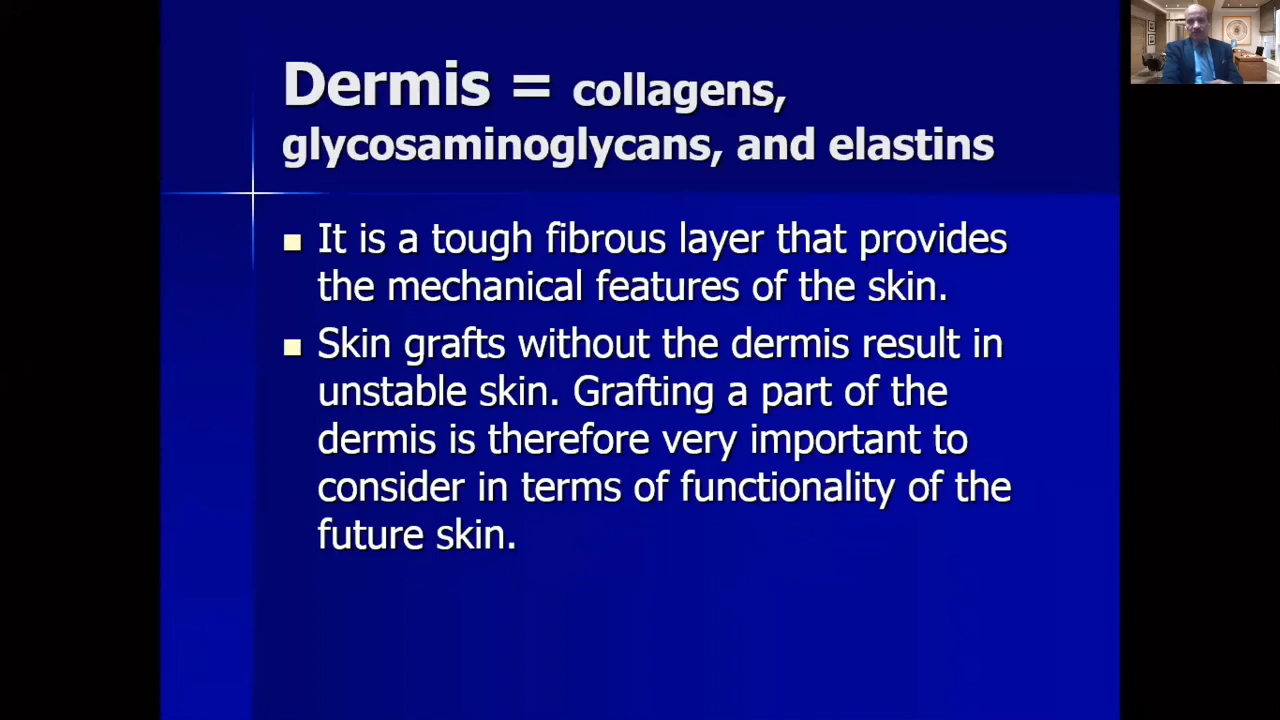 Dermis = collagens,
glycosaminoglycans, and elastins
It is a tough fibrous layer that provides
the mechanical features of the skin.
Skin grafts without the dermis result in
unstable skin. Grafting a part of the
dermis is therefore very important to
consider in terms of functionality of the
future skin.